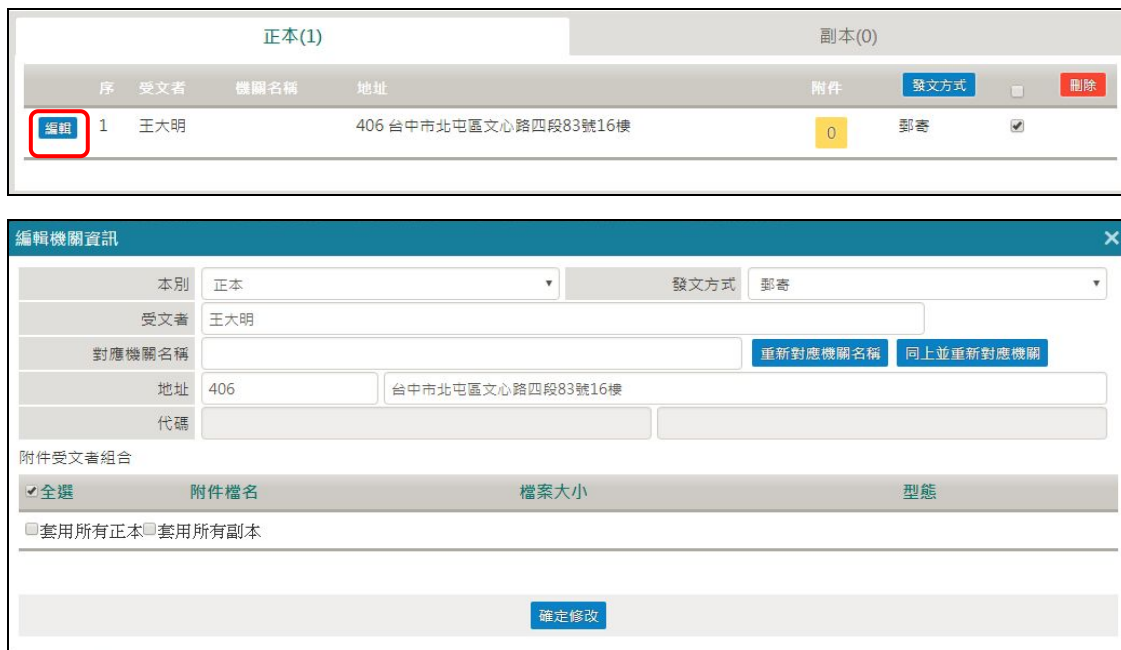 正本(1) 副本(0)
序 受文者 機關名稱 地址 附件 發文方式 刪除
編輯 1 王大明 406 台中市北屯區文心路四段83號16樓 0 郵寄
編輯機關資訊 ×
本別 正本 發文方式 郵寄
受文者 王大明
對應機關名稱 重新對應機關名稱 同上並重新對應機關
地址 406 台中市北屯區文心路四段83號16樓
代碼
附件受文者組合
全選 附件檔名 檔案大小 型態
套用所有正本 套用所有副本
確定修改